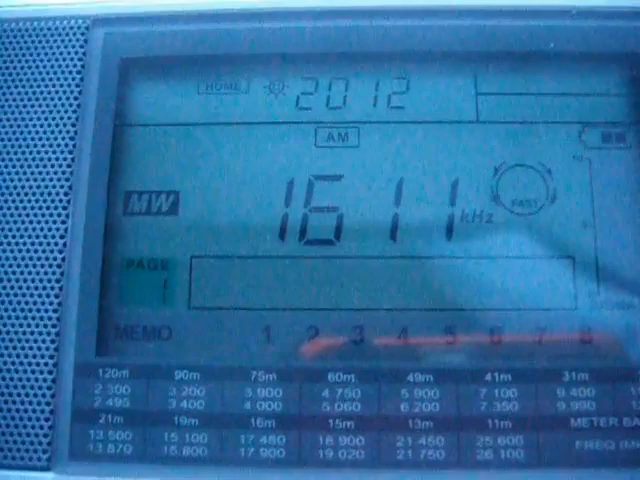 HOME 2012
AM
MW 1611 kHz FAST
PAGE
1
MEMO 1 2 3 4 5 6 7 8
120m 90m 75m 60m 49m 41m 31m
2.300 3.200 3.900 4.750 5.900 7.100 9.400
2.495 3.400 4.000 5.060 6.200 7.350 9.990
21m 19m 16m 15m 13m 11m METER BA
13.500 15.100 17.480 18.900 21.450 25.600 FREQ (M
13.870 15.800 17.900 19.020 21.750 26.100